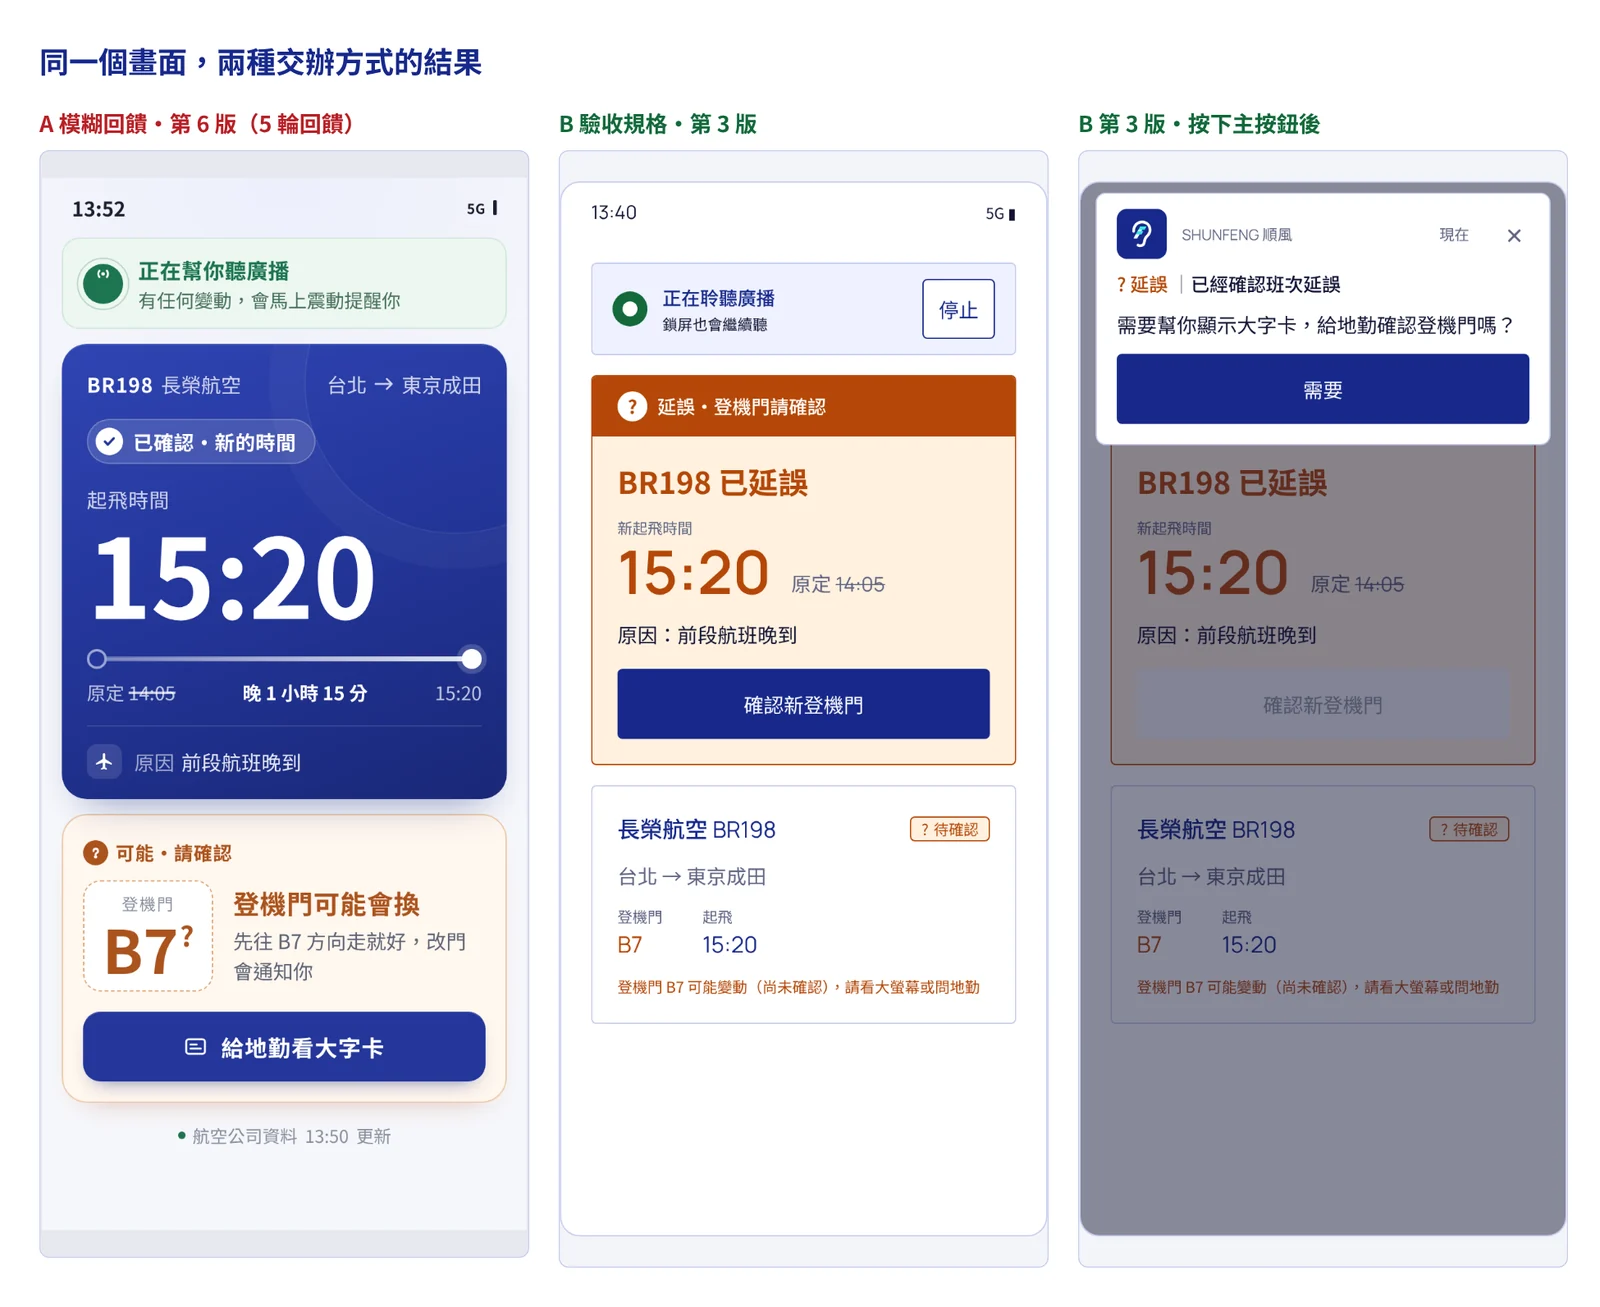 同一個畫面，兩種交辦方式的結果
A 模糊回饋・第 6 版（5 輪回饋）
13:52
5G
正在幫你聽廣播
有任何變動，會馬上震動提醒你
BR198 長榮航空
台北 → 東京成田
已確認・新的時間
起飛時間
15:20
原定 14:05
晚 1 小時 15 分
15:20
原因 前段航班晚到
? 可能・請確認
登機門
B7?
登機門可能會換
先往 B7 方向走就好，改門
會通知你
給地勤看大字卡
航空公司資料 13:50 更新
B 驗收規格・第 3 版
13:40
5G
正在聆聽廣播
鎖屏也會繼續聽
停止
? 延誤・登機門請確認
BR198 已延誤
新起飛時間
15:20 原定 14:05
原因：前段航班晚到
確認新登機門
長榮航空 BR198
? 待確認
台北 → 東京成田
登機門 起飛
B7 15:20
登機門 B7 可能變動（尚未確認），請看大螢幕或問地勤
B 第 3 版・按下主按鈕後
SHUNFENG 順風
現在
×
? 延誤｜已經確認班次延誤
需要幫你顯示大字卡，給地勤確認登機門嗎？
需要
BR198 已延誤
新起飛時間
15:20 原定 14:05
原因：前段航班晚到
確認新登機門
長榮航空 BR198
? 待確認
台北 → 東京成田
登機門 起飛
B7 15:20
登機門 B7 可能變動（尚未確認），請看大螢幕或問地勤